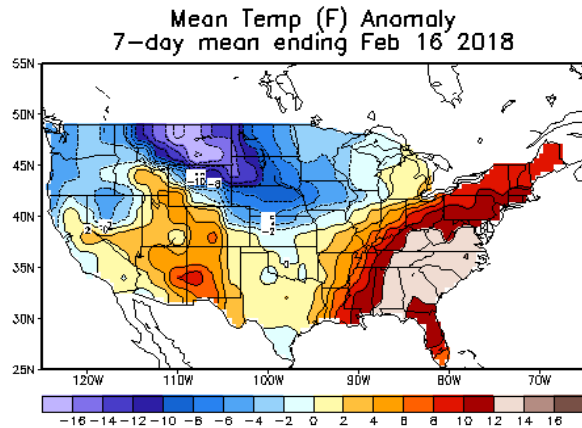 Mean Temp (F) Anomaly
7-day mean ending Feb 16 2018
55N
50N
45N
40N
35N
30N
25N
120W 110W 100W 90W 80W 70W
-16 -14 -12 -10 -8 -6 -4 -2 0 2 4 6 8 10 12 14 16